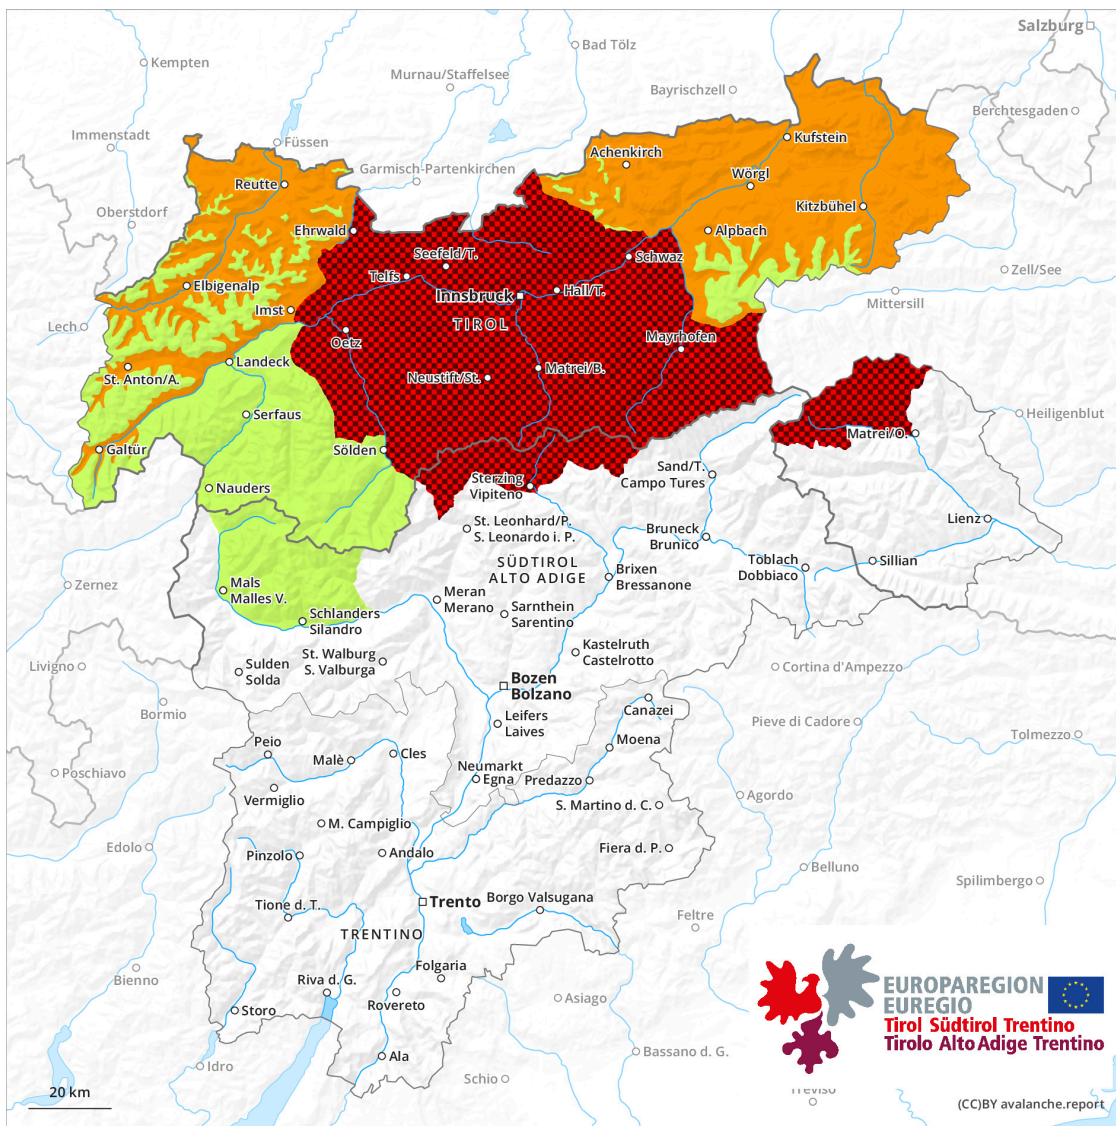 Salzburg
Bad Tölz
Kempten
Murnau/Staffelsee
Bayrischzell
Berchtesgaden
Immenstadt
Füssen
Kufstein
Achenkirch
Garmisch-Partenkirchen
Wörgl
Reutte
Kitzbühel
Oberstdorf
Ehrwald
Alpbach
Seefeld/T.
Schwaz
Zell/See
Telfs
Elbigenalp
Hall/T.
Innsbruck
Mittersill
Imst
TIROL
Lech
Oetz
Mayrhofen
Landeck
Matrei/B.
St. Anton/A.
Neustift/St.
Serfaus
Heiligenblut
Matrei/O.
Galtür
Sölden
Sand/T.
Campo Tures
Sterzing
Vipiteno
Nauders
Lienz
St. Leonhard/P.
S. Leonardo i. P.
Bruneck
Brunico
SÜDTIROL
ALTO ADIGE
Toblach
Dobbiaco
Sillian
Brixen
Bressanone
Zernez
Mals
Malles V.
Meran
Merano
Sarnthein
Sarentino
Schlanders
Silandro
Kastelruth
Castelrotto
St. Walburg
S. Valburga
Livigno
Sulden
Solda
Cortina d'Ampezzo
Bozen
Bolzano
Canazei
Bormio
Leifers
Laives
Pieve di Cadore
Tolmezzo
Peio
Moena
Malè
Cles
Neumarkt
Egna
Predazzo
Poschiavo
Vermiglio
S. Martino d. C.
Agordo
M. Campiglio
Edolo
Pinzolo
Andalo
Fiera d. P.
Belluno
Spilimbergo
Tione d. T.
Trento
Borgo Valsugana
Feltre
TRENTINO
Folgaria
Bienno
Riva d. G.
Rovereto
Asiago
Storo
EUROPAREGION
EUREGIO
Tirol Südtirol Trentino
Tirolo Alto Adige Trentino
Ala
Bassano d. G.
Idro
Schio
Treviso
20 km
(CC)BY avalanche.report